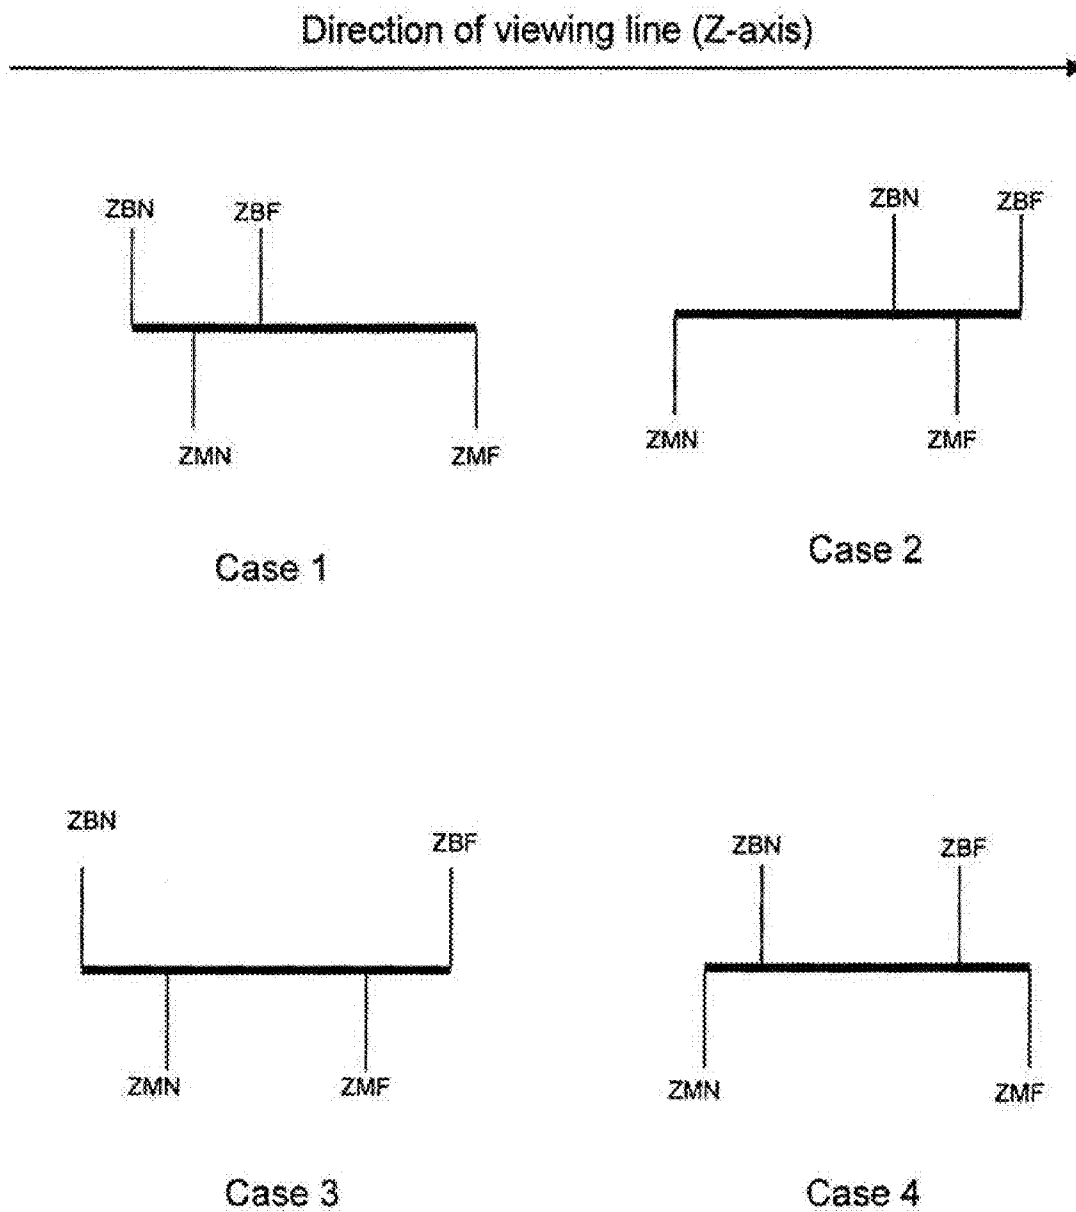 Direction of viewing line (Z-axis)
ZBN ZBF
ZBN ZBF
ZMN ZMF
ZMN ZMF
Case 1
Case 2
ZBN
ZBF
ZBN ZBF
ZMN ZMF
ZMN ZMF
Case 3
Case 4